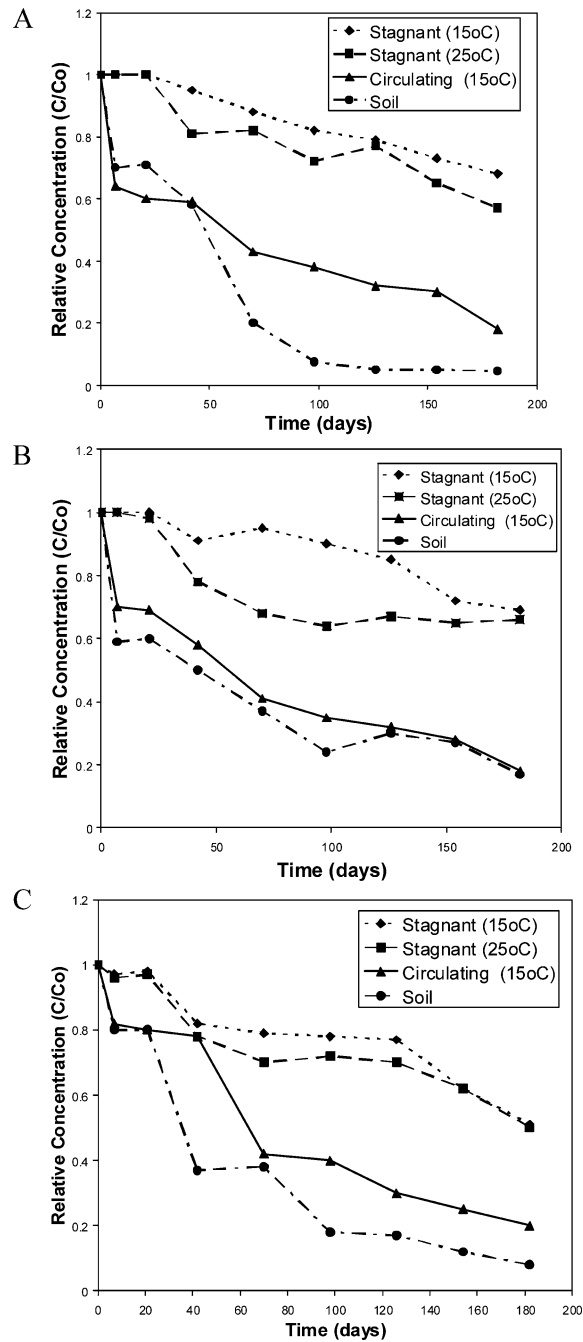 A
1.2
1
0.8
0.6
0.4
0.2
0
Relative Concentration (C/Co)
Stagnant (15oC)
Stagnant (25oC)
Circulating (15oC)
Soil
0
50
100
150
200
Time (days)
B
1.2
1
0.8
0.6
0.4
0.2
0
Relative Concentration (C/Co)
Stagnant (15oC)
Stagnant (25oC)
Circulating (15oC)
Soil
0
50
100
150
200
Time (days)
C
1.2
1
0.8
0.6
0.4
0.2
0
Relative Concentration (C/Co)
Stagnant (15oC)
Stagnant (25oC)
Circulating (15oC)
Soil
0
20
40
60
80
100
120
140
160
180
200
Time (days)